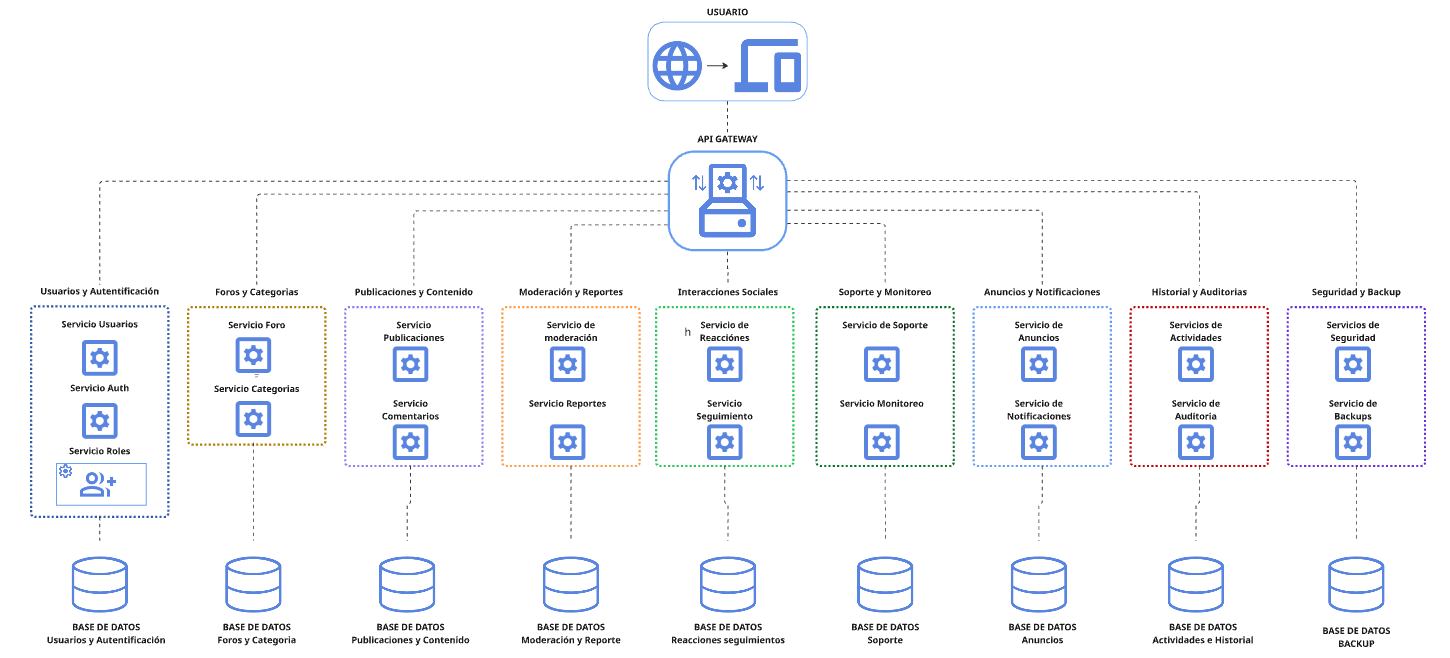 USUARIO
API GATEWAY
Usuarios y Autentificación
Foros y Categorias
Publicaciones y Contenido
Moderación y Reportes
Interacciones Sociales
Soporte y Monitoreo
Anuncios y Notificaciones
Historial y Auditorias
Seguridad y Backup
Servicio Usuarios
Servicio Auth
Servicio Roles
Servicio Foro
Servicio Categorias
Servicio
Publicaciones
Servicio
Comentarios
Servicio de
moderación
Servicio Reportes
h
Servicio de
Reacciónes
Servicio
Seguimiento
Servicio de Soporte
Servicio Monitoreo
Servicio de
Anuncios
Servicio de
Notificaciones
Servicios de
Actividades
Servicio de
Auditoria
Servicios de
Seguridad
Servicio de
Backups
BASE DE DATOS
Usuarios y Autentificación
BASE DE DATOS
Foros y Categoria
BASE DE DATOS
Publicaciones y Contenido
BASE DE DATOS
Moderación y Reporte
BASE DE DATOS
Reacciones seguimientos
BASE DE DATOS
Soporte
BASE DE DATOS
Anuncios
BASE DE DATOS
Actividades e Historial
BASE DE DATOS
BACKUP